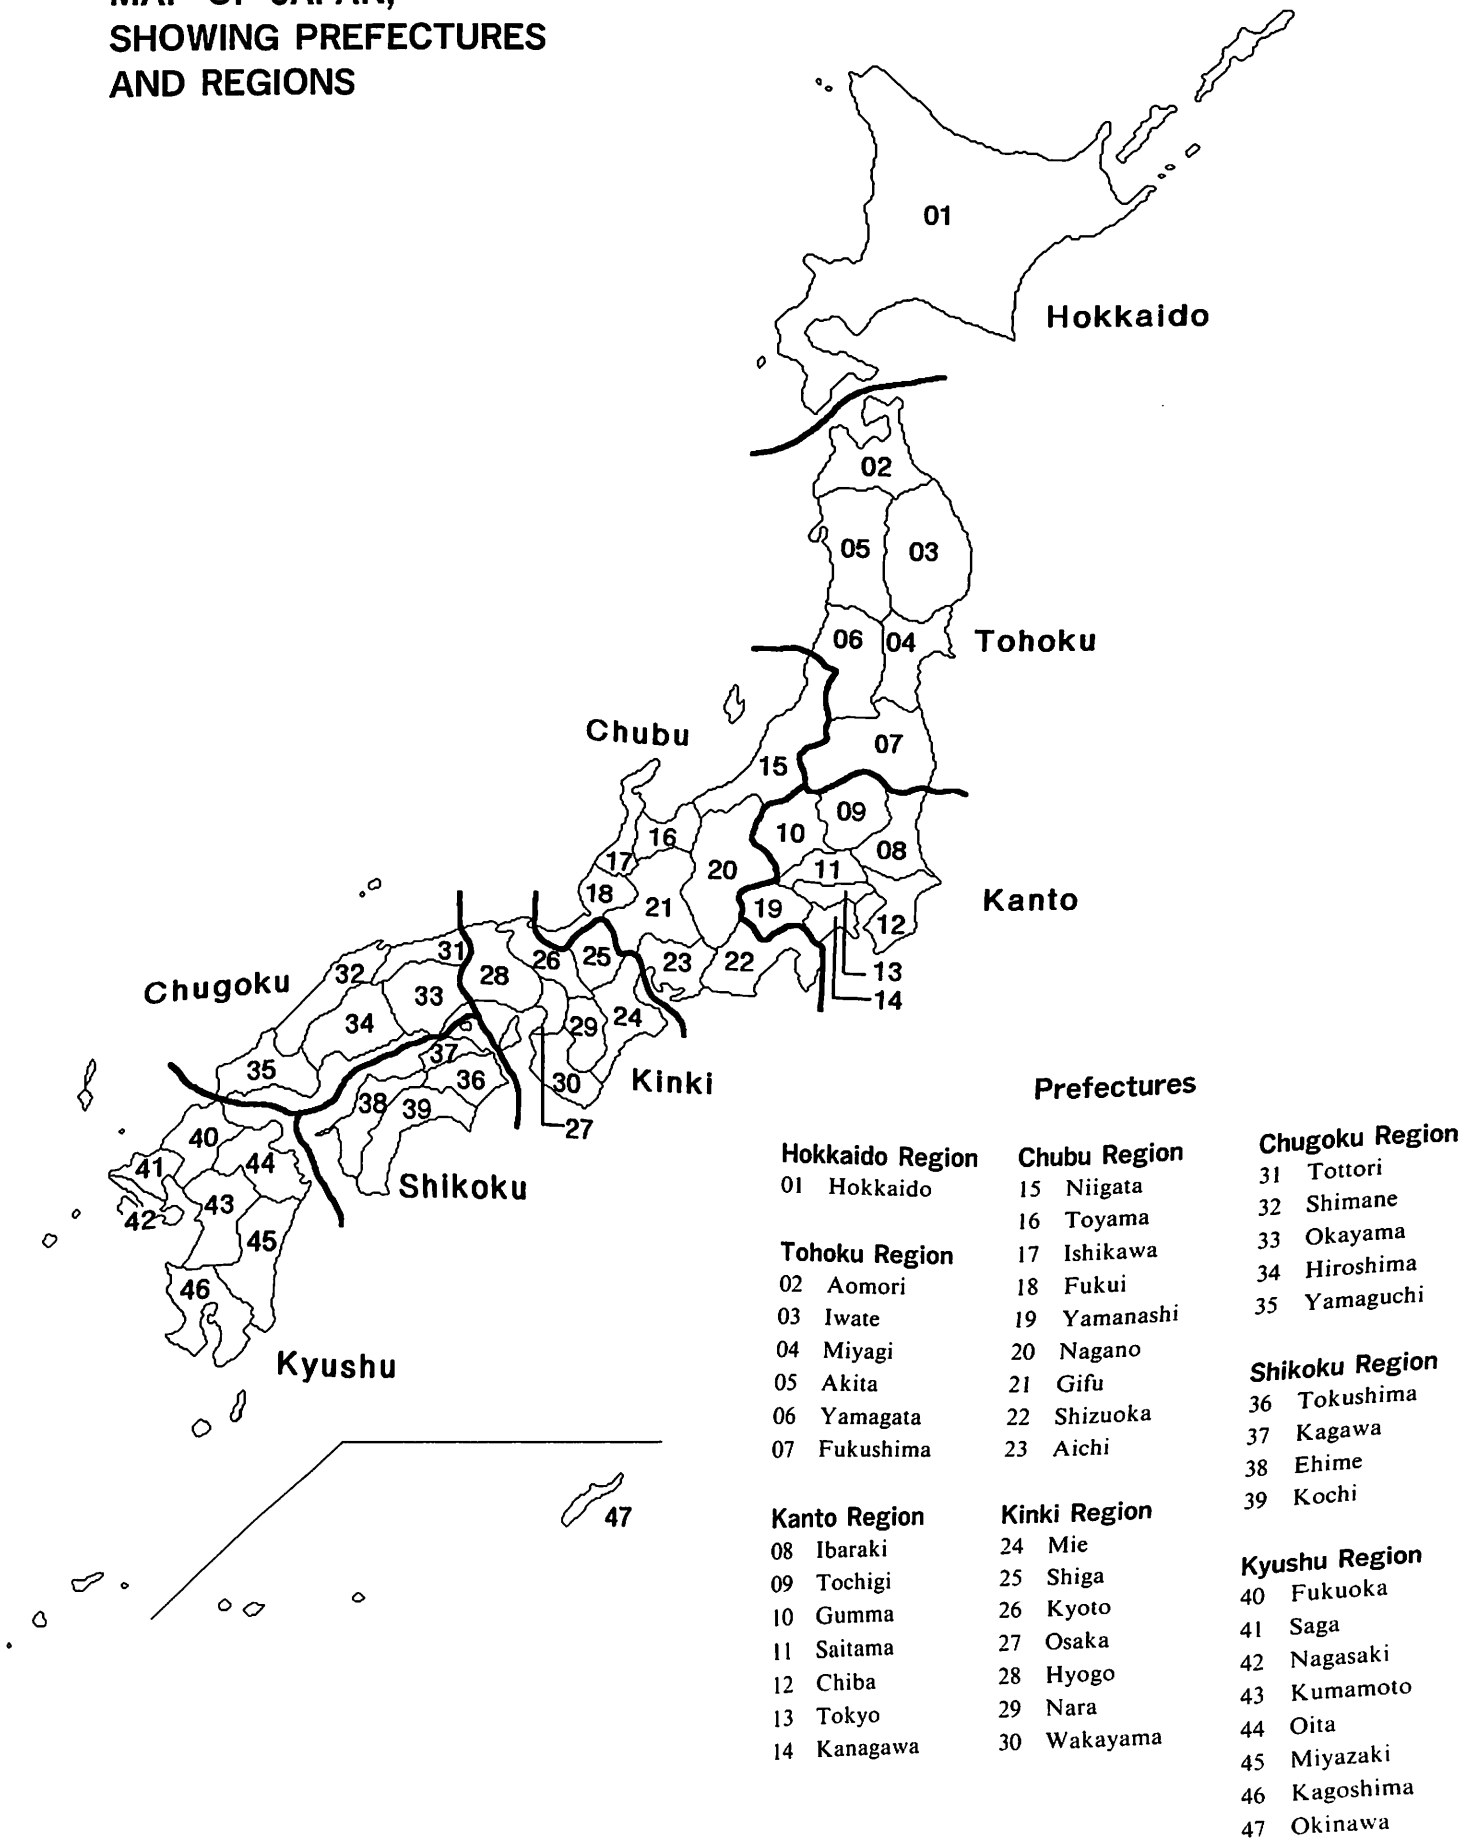 MAP OF JAPAN,
SHOWING PREFECTURES
AND REGIONS
01
Hokkaido
02
05 03
06 04 Tohoku
Chubu
07
15
09
10
16
08
17
11
20
18
21
19
Kanto
12
31
26 25
23 22
28
13
32
Chugoku
33
14
34
24
29
37
35
36
30
Kinki
38 39
27
40
44
41
Shikoku
43
42
45
46
Kyushu
47
Prefectures
Hokkaido Region
01 Hokkaido
Tohoku Region
02 Aomori
03 Iwate
04 Miyagi
05 Akita
06 Yamagata
07 Fukushima
Kanto Region
08 Ibaraki
09 Tochigi
10 Gumma
11 Saitama
12 Chiba
13 Tokyo
14 Kanagawa
Chubu Region
15 Niigata
16 Toyama
17 Ishikawa
18 Fukui
19 Yamanashi
20 Nagano
21 Gifu
22 Shizuoka
23 Aichi
Kinki Region
24 Mie
25 Shiga
26 Kyoto
27 Osaka
28 Hyogo
29 Nara
30 Wakayama
Chugoku Region
31 Tottori
32 Shimane
33 Okayama
34 Hiroshima
35 Yamaguchi
Shikoku Region
36 Tokushima
37 Kagawa
38 Ehime
39 Kochi
Kyushu Region
40 Fukuoka
41 Saga
42 Nagasaki
43 Kumamoto
44 Oita
45 Miyazaki
46 Kagoshima
47 Okinawa